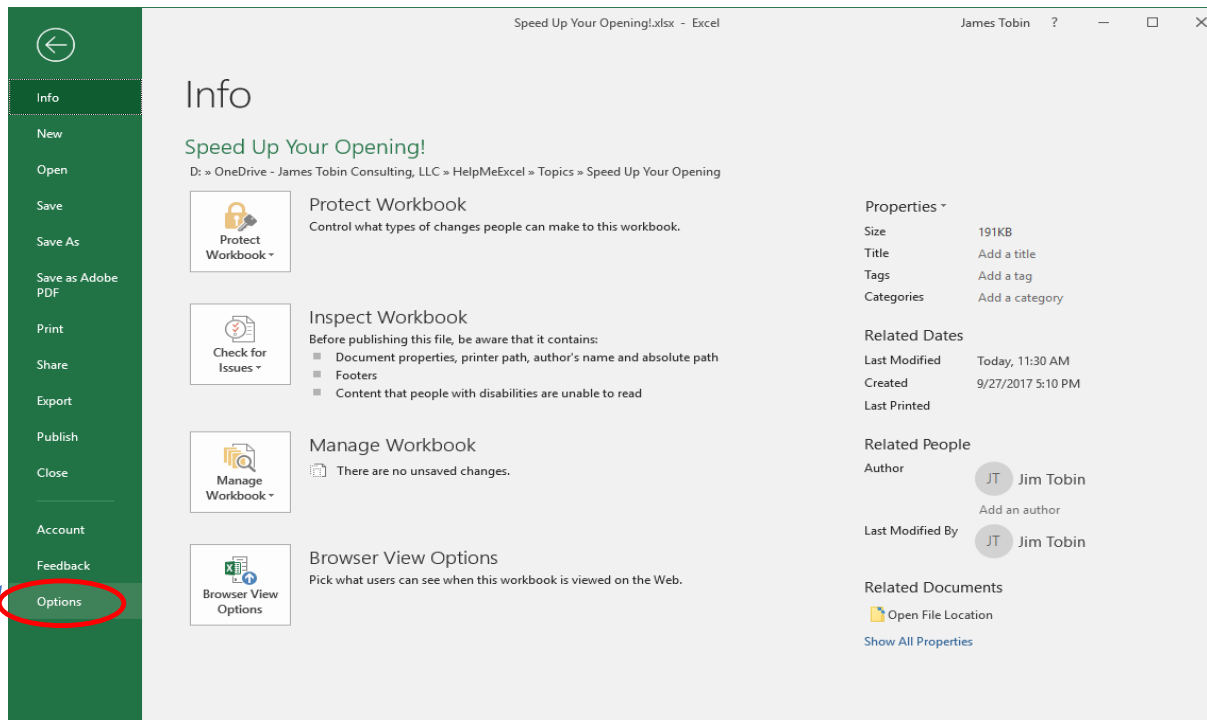 Speed Up Your Opening!.xlsx - Excel
James Tobin ?
Info
New
Open
Save
Save As
Save as Adobe
PDF
Print
Share
Export
Publish
Close
Account
Feedback
Options
Info
Speed Up Your Opening!
D: » OneDrive - James Tobin Consulting, LLC » HelpMeExcel » Topics » Speed Up Your Opening
Protect
Workbook
Protect Workbook
Control what types of changes people can make to this workbook.
Check for
Issues
Inspect Workbook
Before publishing this file, be aware that it contains:
Document properties, printer path, author's name and absolute path
Footers
Content that people with disabilities are unable to read
Manage
Workbook
Manage Workbook
There are no unsaved changes.
Browser View
Options
Browser View Options
Pick what users can see when this workbook is viewed on the Web.
Properties
Size 191KB
Title Add a title
Tags Add a tag
Categories Add a category
Related Dates
Last Modified Today, 11:30 AM
Created 9/27/2017 5:10 PM
Last Printed
Related People
Author JT Jim Tobin
Add an author
Last Modified By JT Jim Tobin
Related Documents
Open File Location
Show All Properties